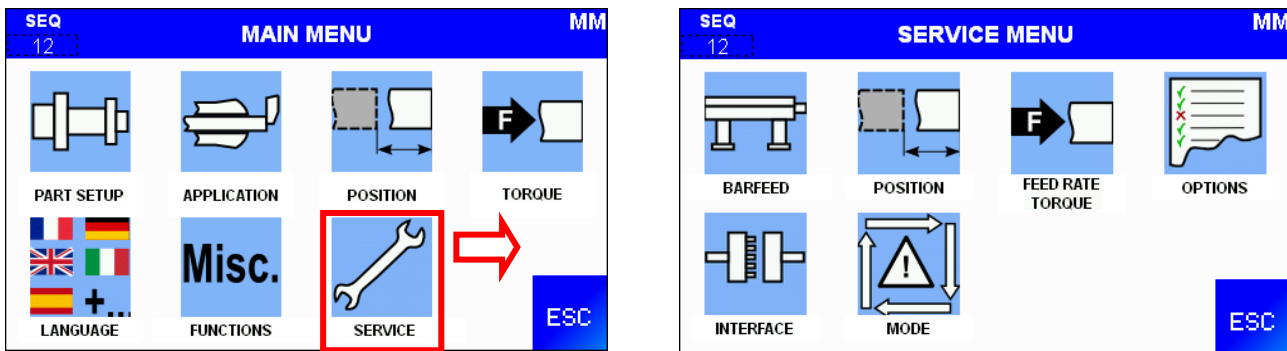 SEQ
12
MAIN MENU
MM
F
PART SETUP
APPLICATION
POSITION
TORQUE
+...
Misc.
LANGUAGE
FUNCTIONS
SERVICE
ESC
SEQ
12
SERVICE MENU
MM
F
BARFEED
POSITION
FEED RATE
TORQUE
OPTIONS
!
INTERFACE
MODE
ESC